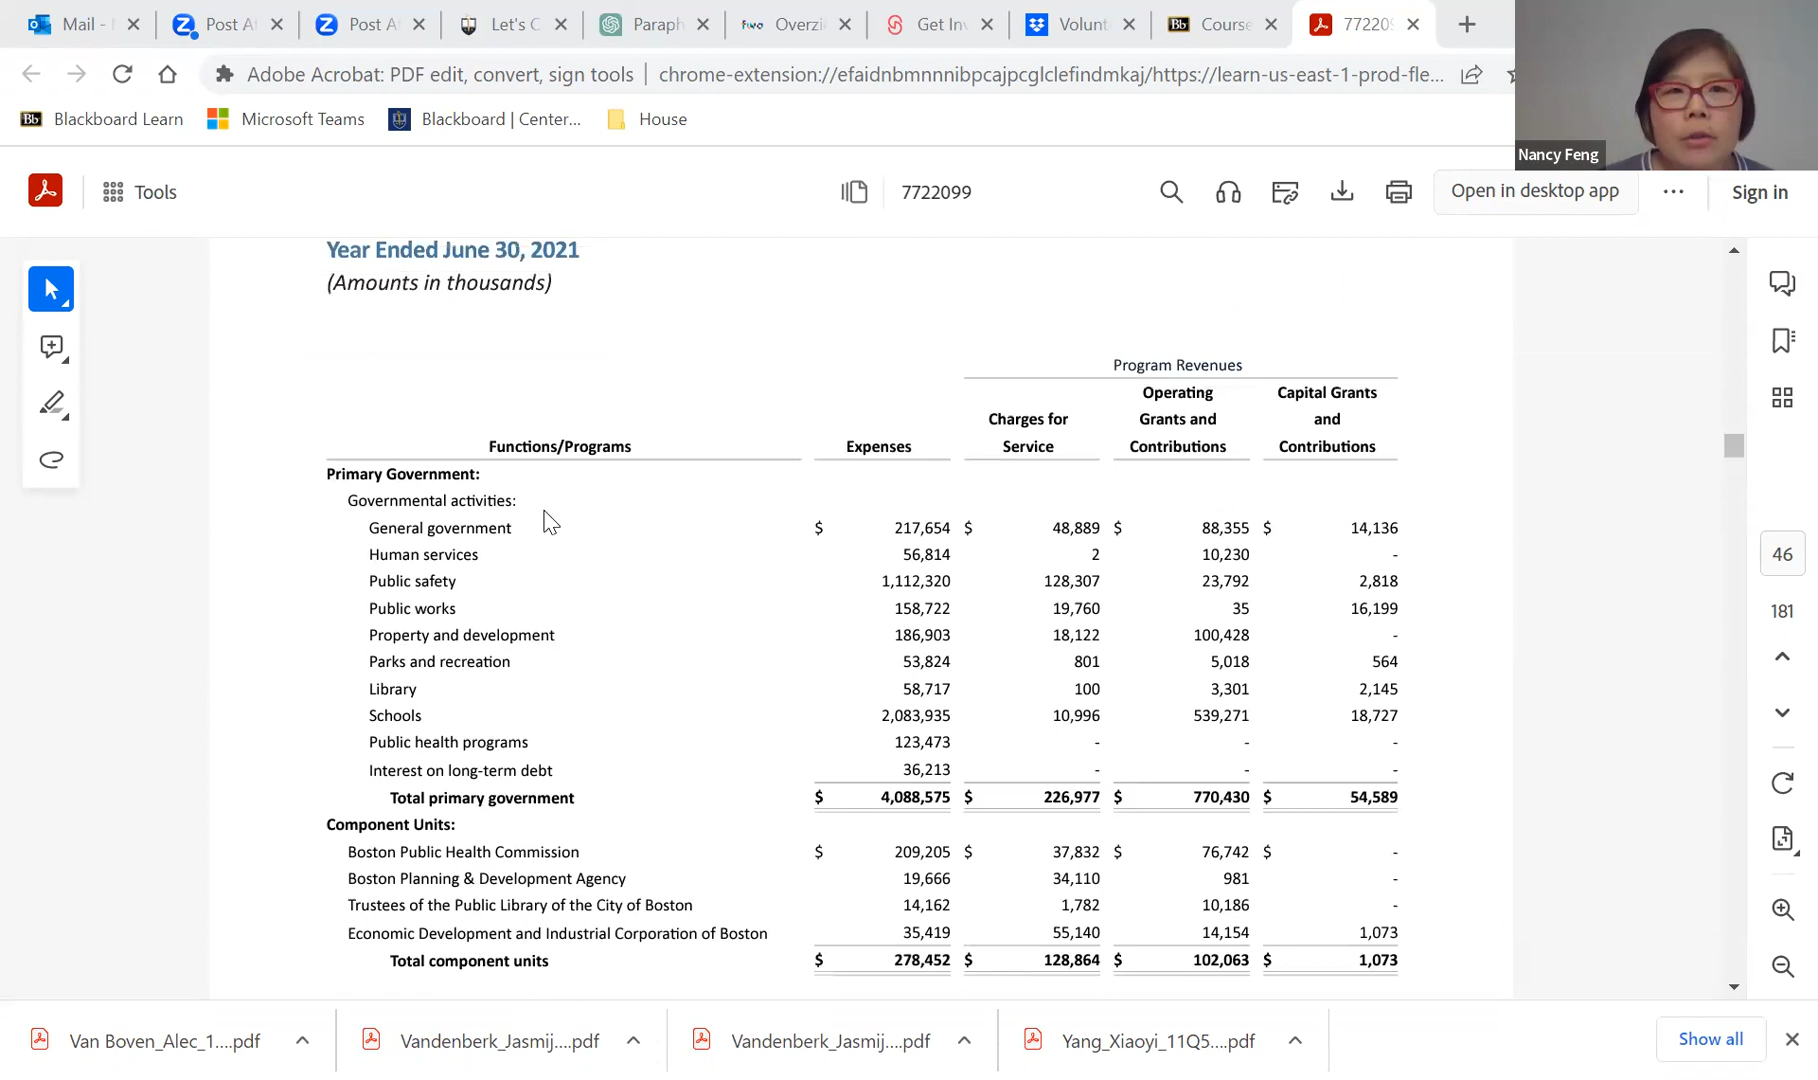 Mail - Post Af Post Af Let's C Paraph Overzi Get Inv Volunt Course 77220
Adobe Acrobat: PDF edit, convert, sign tools chrome-extension://efaidnbmnnnibpcajpcglclefindmkaj/https://learn-us-east-1-prod-fle...
Blackboard Learn Microsoft Teams Blackboard | Center... House
Nancy Feng
Tools 7722099 Open in desktop app Sign in
Year Ended June 30, 2021
(Amounts in thousands)
Program Revenues
Operating Capital Grants
Charges for Grants and and
Functions/Programs Expenses Service Contributions Contributions
Primary Government:
Governmental activities:
General government $ 217,654 $ 48,889 $ 88,355 $ 14,136
Human services 56,814 2 10,230 -
Public safety 1,112,320 128,307 23,792 2,818
Public works 158,722 19,760 35 16,199
Property and development 186,903 18,122 100,428 -
Parks and recreation 53,824 801 5,018 564
Library 58,717 100 3,301 2,145
Schools 2,083,935 10,996 539,271 18,727
Public health programs 123,473 - - -
Interest on long-term debt 36,213 - - -
Total primary government $ 4,088,575 $ 226,977 $ 770,430 $ 54,589
Component Units:
Boston Public Health Commission $ 209,205 $ 37,832 $ 76,742 $ -
Boston Planning & Development Agency 19,666 34,110 981 -
Trustees of the Public Library of the City of Boston 14,162 1,782 10,186 -
Economic Development and Industrial Corporation of Boston 35,419 55,140 14,154 1,073
Total component units $ 278,452 $ 128,864 $ 102,063 $ 1,073
46
181
Van Boven_Alec_1....pdf Vandenberk_Jasmij....pdf Vandenberk_Jasmij....pdf Yang_Xiaoyi_11Q5....pdf Show all